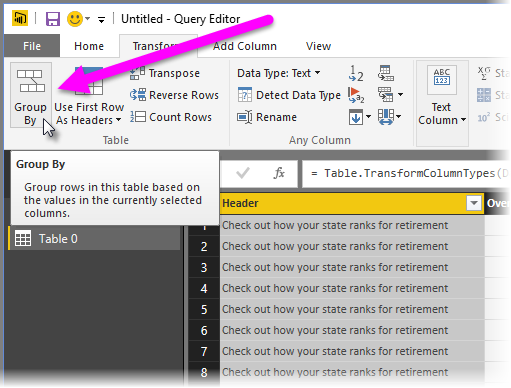 Untitled - Query Editor
File Home Transform Add Column View
Group By
Use First Row As Headers
Transpose
Reverse Rows
Count Rows
Table
Data Type: Text
Detect Data Type
Rename
Any Column
ABC
123
Text Column
Group By
Group rows in this table based on
the values in the currently selected
columns.
fx = Table.TransformColumnTypes(D
Table 0
Header
1 Check out how your state ranks for retirement
2 Check out how your state ranks for retirement
3 Check out how your state ranks for retirement
4 Check out how your state ranks for retirement
5 Check out how your state ranks for retirement
6 Check out how your state ranks for retirement
7 Check out how your state ranks for retirement
8 Check out how your state ranks for retirement